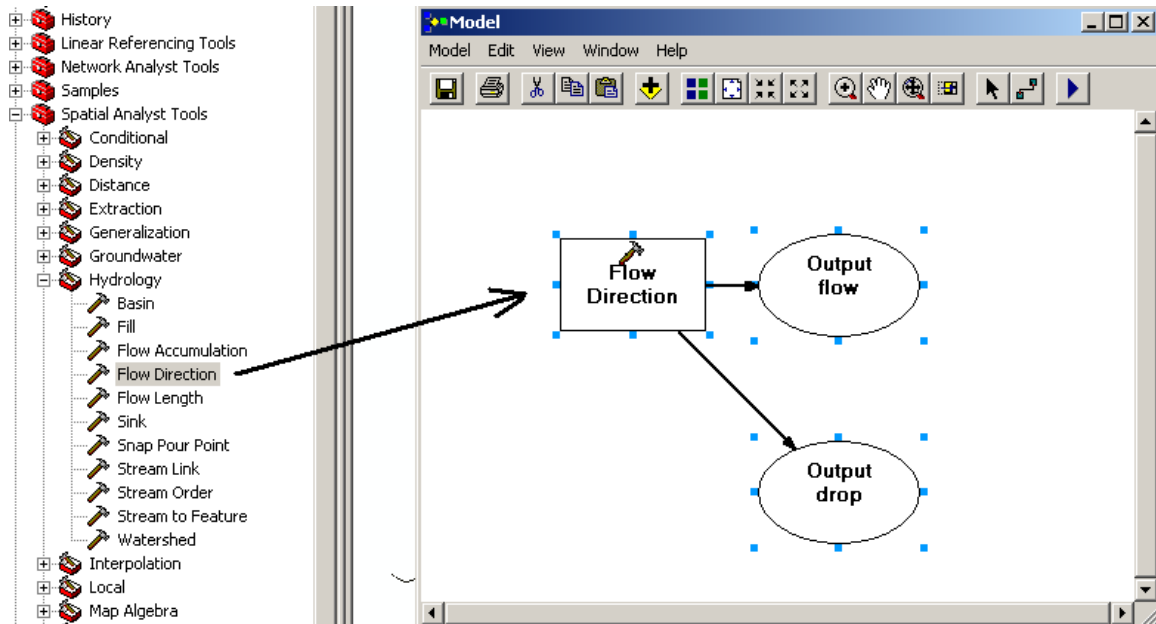 History
Linear Referencing Tools
Network Analyst Tools
Samples
Spatial Analyst Tools
Conditional
Density
Distance
Extraction
Generalization
Groundwater
Hydrology
Basin
Fill
Flow Accumulation
Flow Direction
Flow Length
Sink
Snap Pour Point
Stream Link
Stream Order
Stream to Feature
Watershed
Interpolation
Local
Map Algebra
Model
Model Edit View Window Help
Flow
Direction
Output
flow
Output
drop